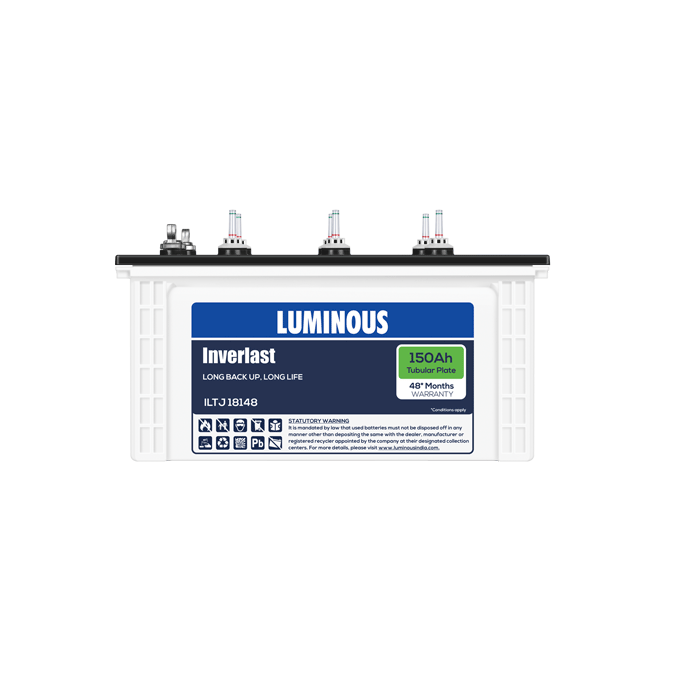 LUMINOUS
Inverlast
150Ah
Tubular Plate
LONG BACK UP, LONG LIFE
48* Months
WARRANTY
ILTJ 18148
*Conditions apply
STATUTORY WARNING
It is mandated by law that used batteries must not be disposed off in any
manner other than depositing the same with the dealer, manufacturer or
registered recycler appointed by the company at their designated collection
centers. For more details, please visit www.luminousindia.com.
Pb